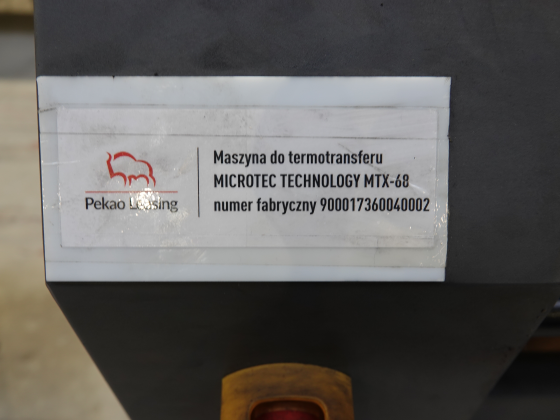 Maszyna do termotransferu
MICROTEC TECHNOLOGY MTX-68
numer fabryczny 900017360040002
Pekao Leasing